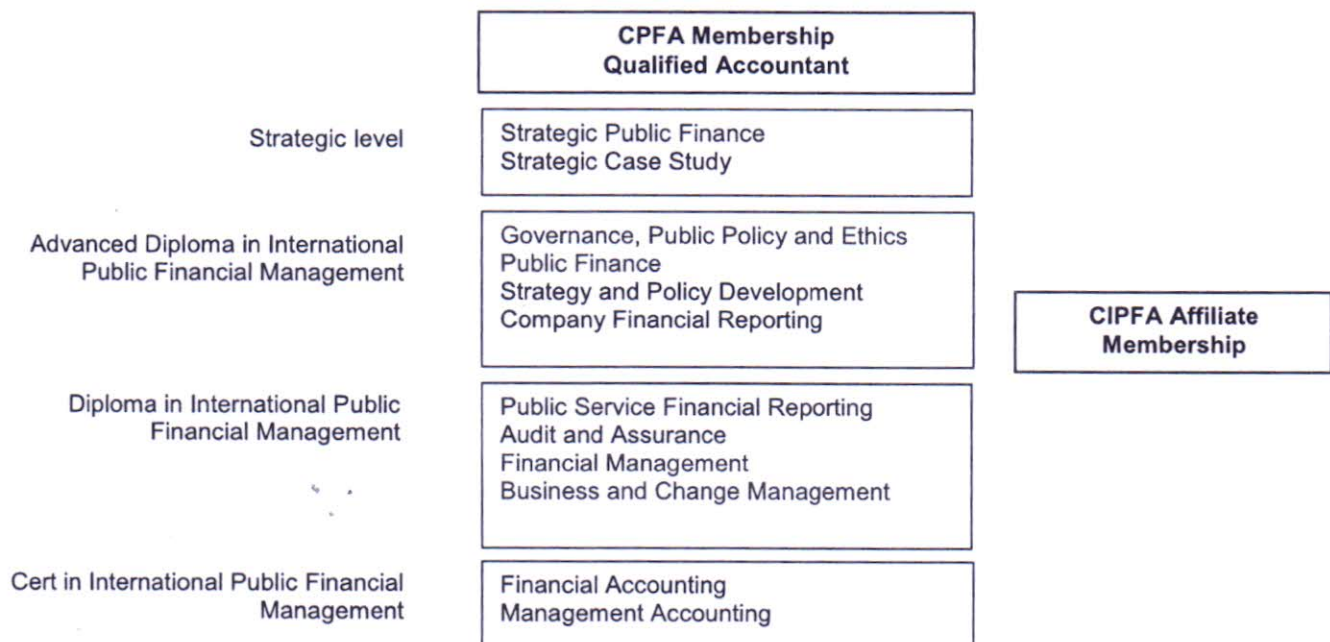 CPFA Membership
Qualified Accountant
Strategic level
Strategic Public Finance
Strategic Case Study
Advanced Diploma in International
Public Financial Management
Governance, Public Policy and Ethics
Public Finance
Strategy and Policy Development
Company Financial Reporting
CIPFA Affiliate
Membership
Diploma in International Public
Financial Management
Public Service Financial Reporting
Audit and Assurance
Financial Management
Business and Change Management
Cert in International Public Financial
Management
Financial Accounting
Management Accounting